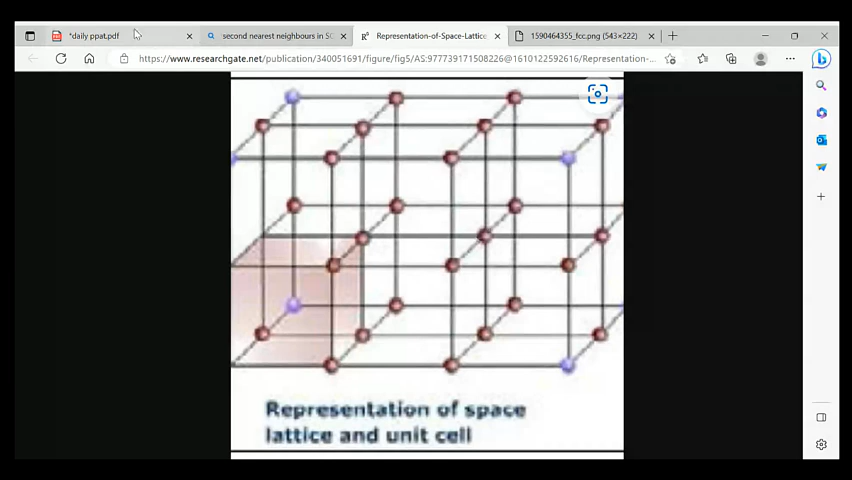 *daily ppat.pdf
second nearest neighbours in SC
Representation-of-Space-Lattice-
1590464355_fcc.png (543×222)
https://www.researchgate.net/publication/340051691/figure/fig5/AS:977739171508226@1610122592616/Representation-...
Representation of space
lattice and unit cell